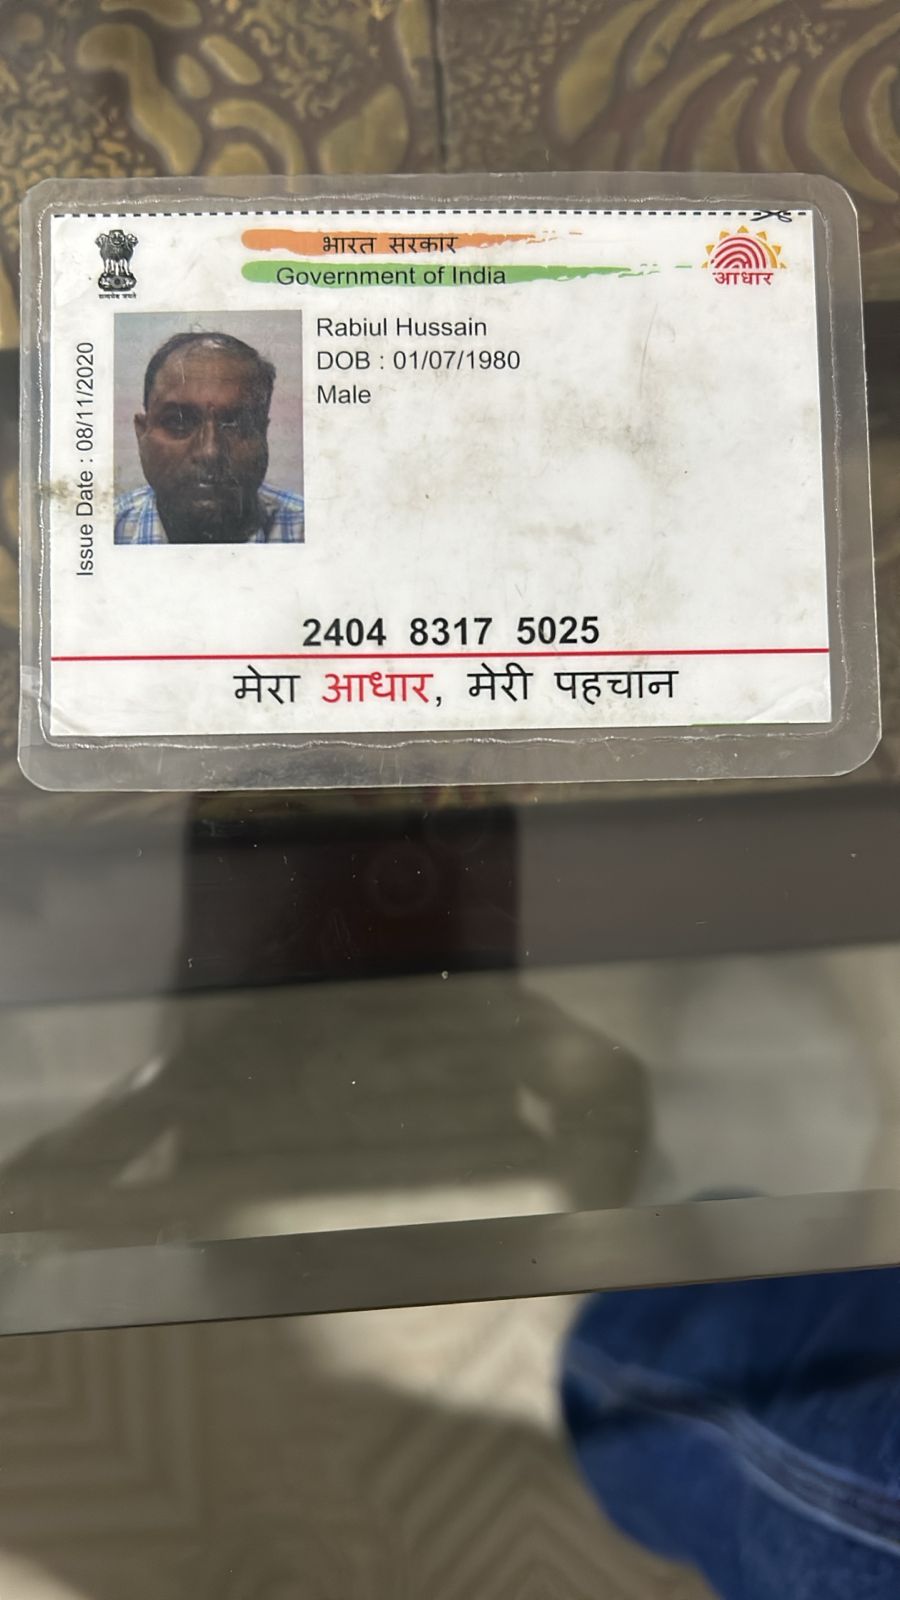 भारत सरकार
Government of India
सत्यमेव जयते
आधार
Issue Date : 08/11/2020
Rabiul Hussain
DOB : 01/07/1980
Male
2404 8317 5025
मेरा आधार, मेरी पहचान